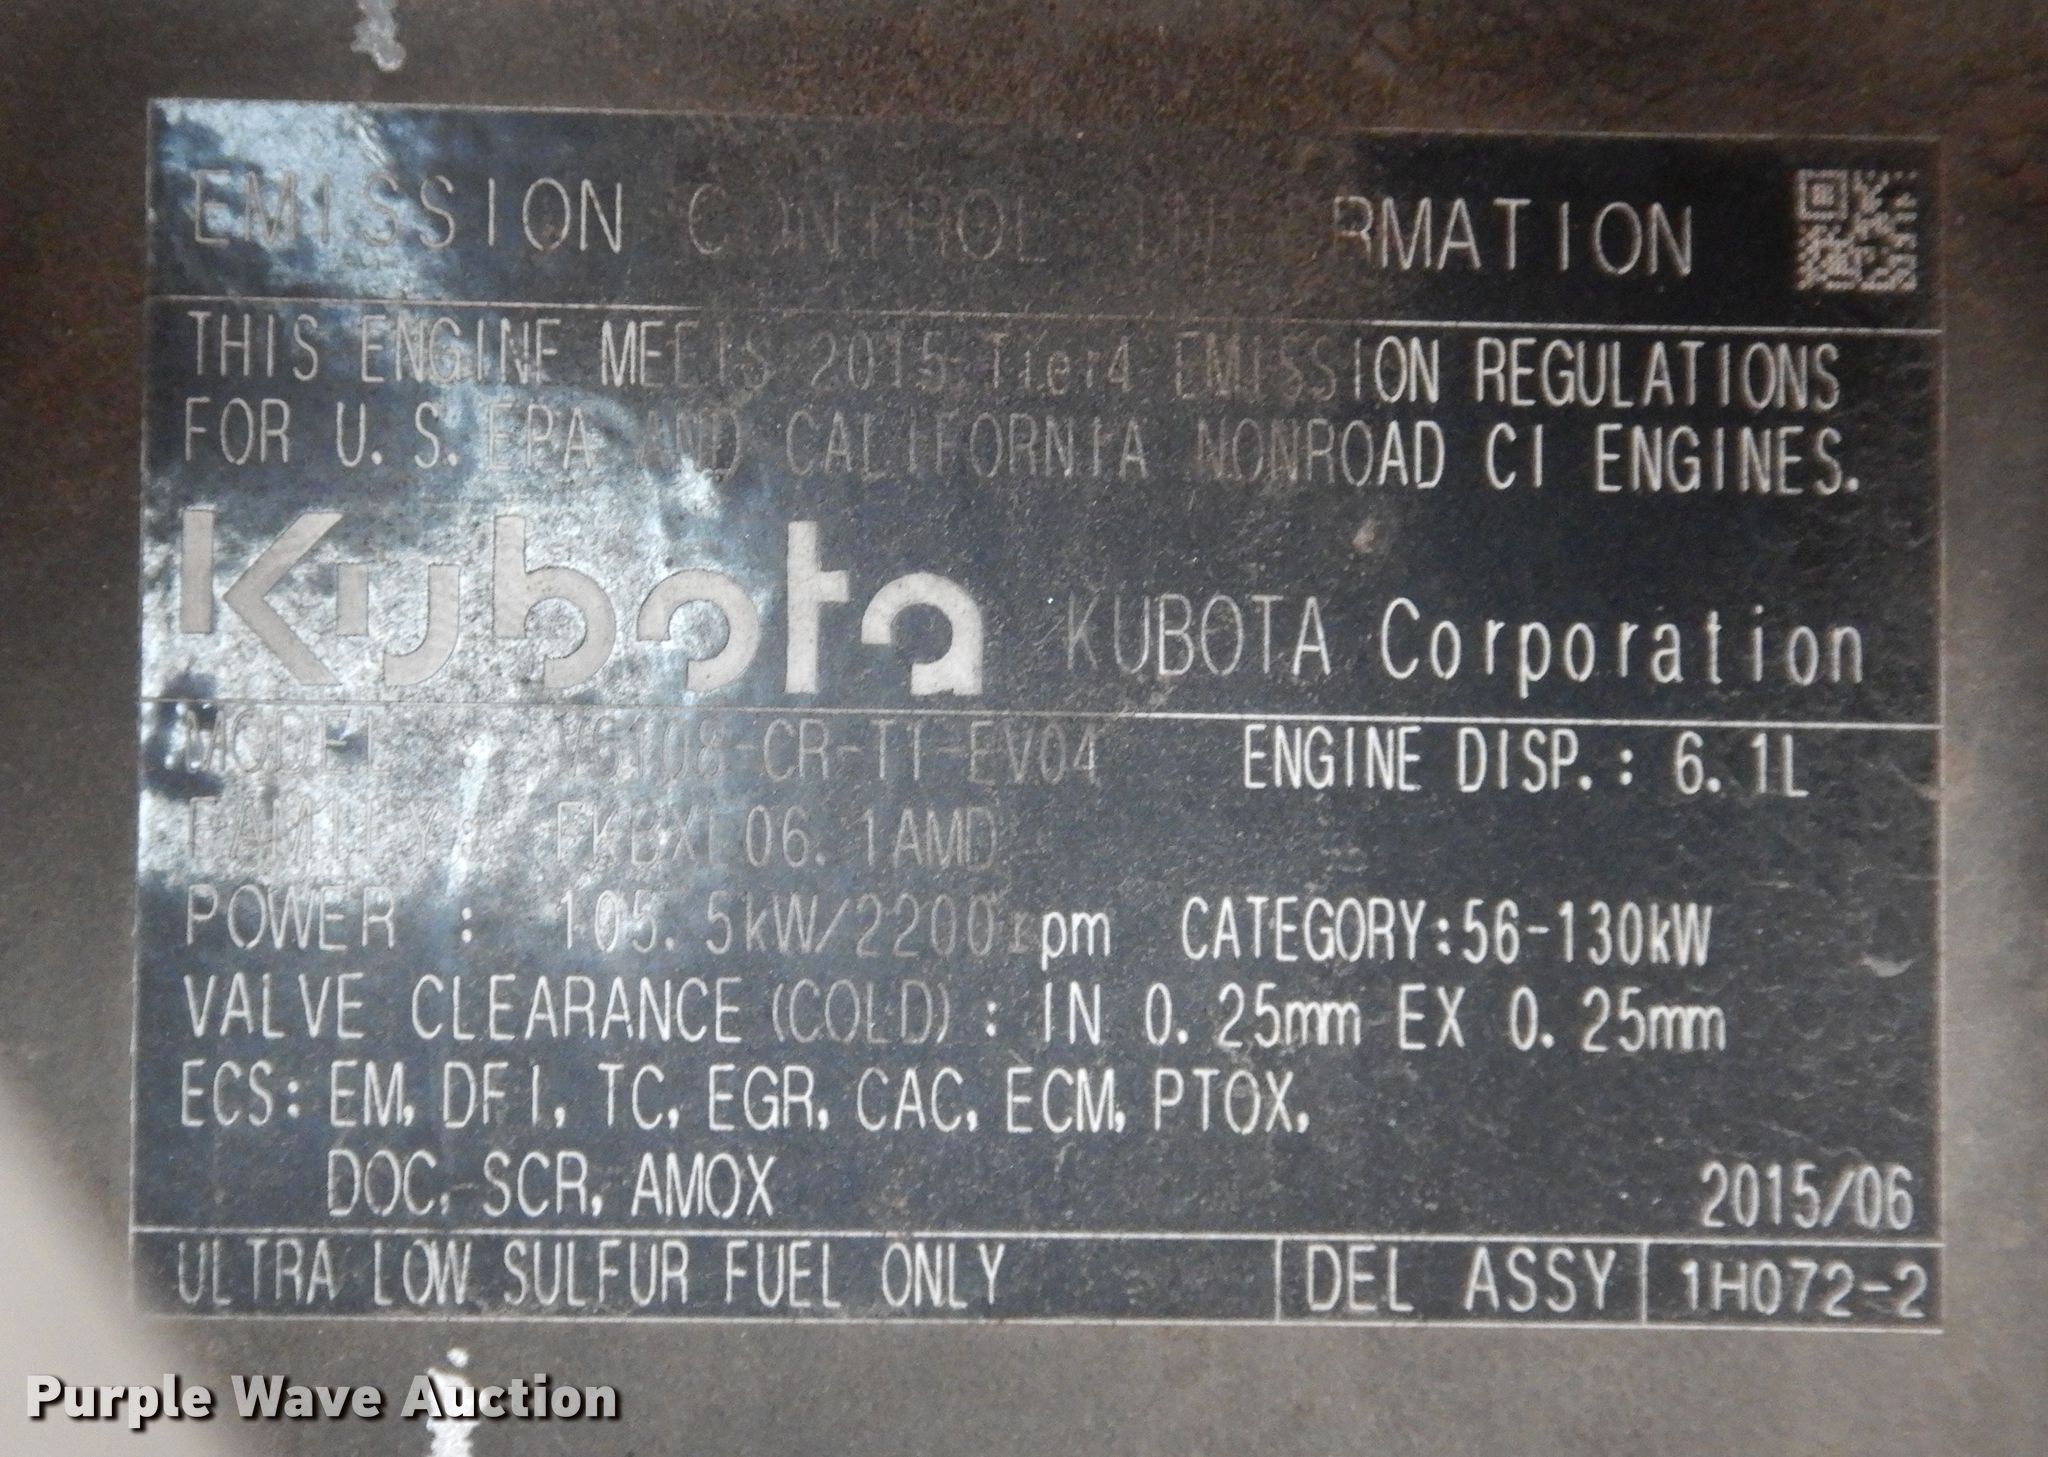 EMISSION CONTROL INFORMATION
THIS ENGINE MEETS 2015 Tier4 EMISSION REGULATIONS
FOR U.S. EPA AND CALIFORNIA NONROAD CI ENGINES.
Kubota KUBOTA Corporation
MODEL : V6108-CR-TI-EV04 ENGINE DISP.: 6.1L
FAMILY: FKBXL06.1AMD
POWER : 105.5kW/2200rpm CATEGORY:56-130kW
VALVE CLEARANCE (COLD) : IN 0.25mm EX 0.25mm
ECS: EM, DFI, TC, EGR, CAC, ECM, PTOX,
DOC, SCR, AMOX
2015/06
ULTRA LOW SULFUR FUEL ONLY DEL ASSY 1H072-2
Purple Wave Auction